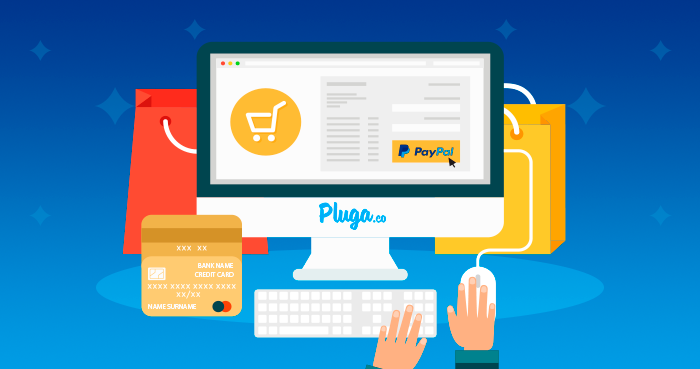 PayPal
Pluga.co
XXX XX
BANK NAME
CREDIT CARD
XXXX XXXX XXXX XXXX
XX/XX
NAME SURNAME